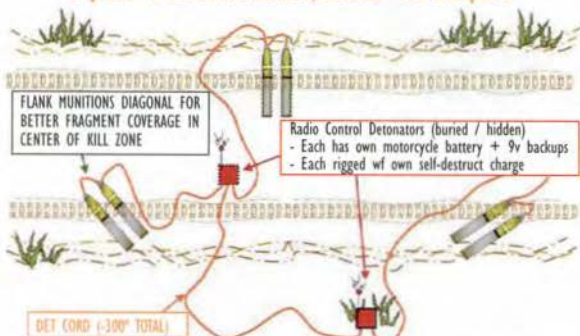 FLANK MUNITIONS DIAGONAL FOR
BETTER FRAGMENT COVERAGE IN
CENTER OF KILL ZONE
Radio Control Detonators (buried / hidden)
- Each has own motorcycle battery + 9v backups
- Each rigged wf own self-destruct charge
DET CORD (~300° TOTAL)